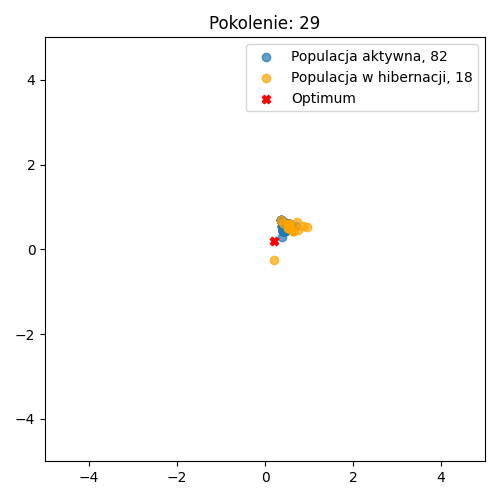 Pokolenie: 29
Populacja aktywna, 82
Populacja w hibernacji, 18
Optimum
4
2
0
−2
−4
−4
−2
0
2
4